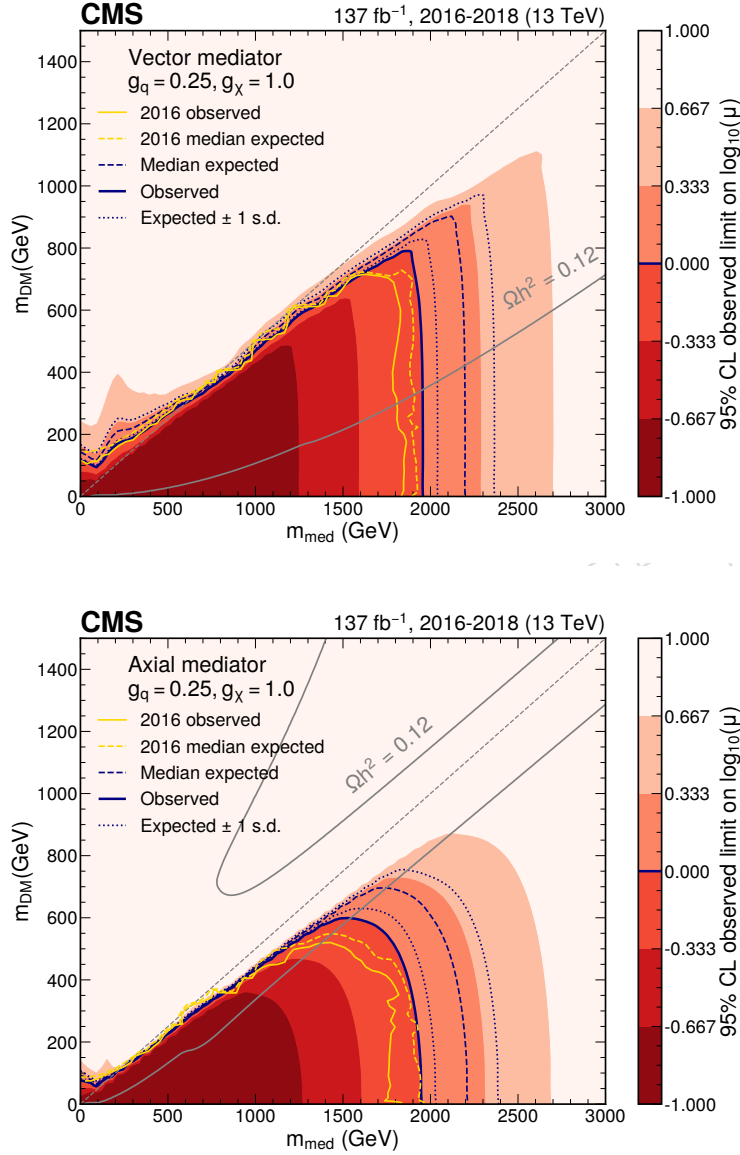 CMS 137 fb⁻¹, 2016-2018 (13 TeV)
Vector mediator
g_q = 0.25, g_χ = 1.0
2016 observed
2016 median expected
Median expected
Observed
Expected ± 1 s.d.
Ωh² = 0.12
1400
1200
1000
800
600
400
200
0
m_DM(GeV)
0 500 1000 1500 2000 2500 3000
m_med (GeV)
1.000
0.667
0.333
0.000
-0.333
-0.667
-1.000
95% CL observed limit on log₁₀(μ)
CMS 137 fb⁻¹, 2016-2018 (13 TeV)
Axial mediator
g_q = 0.25, g_χ = 1.0
2016 observed
2016 median expected
Median expected
Observed
Expected ± 1 s.d.
Ωh² = 0.12
1400
1200
1000
800
600
400
200
0
m_DM(GeV)
0 500 1000 1500 2000 2500 3000
m_med (GeV)
1.000
0.667
0.333
0.000
-0.333
-0.667
-1.000
95% CL observed limit on log₁₀(μ)